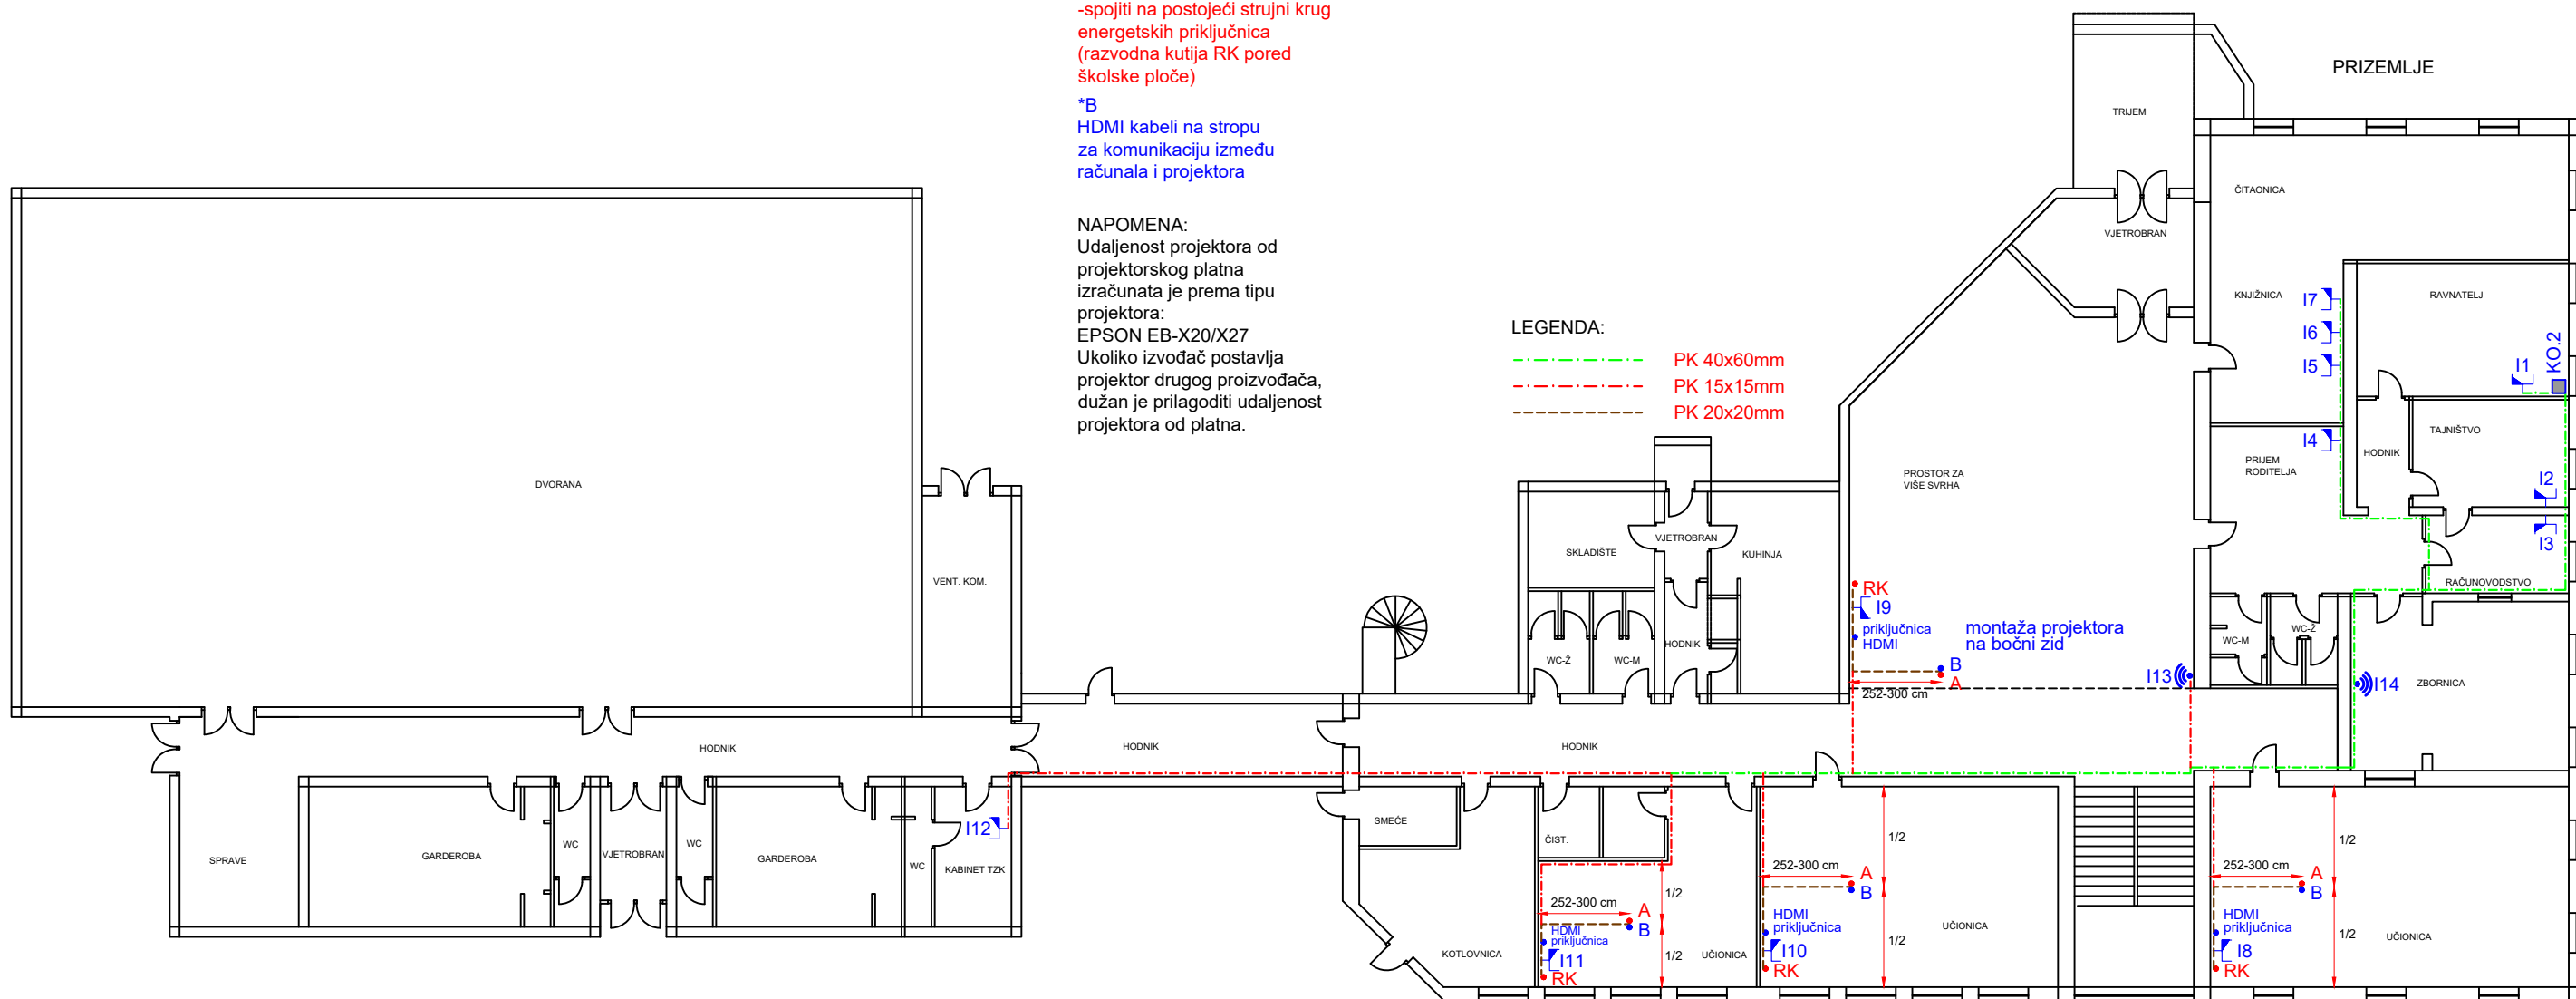 -spojiti na postojeći strujni krug
energetskih priključnica
(razvodna kutija RK pored
školske ploče)
*B
HDMI kabeli na stropu
za komunikaciju između
računala i projektora
NAPOMENA:
Udaljenost projektora od
projektorskog platna
izračunata je prema tipu
projektora:
EPSON EB-X20/X27
Ukoliko izvođač postavlja
projektor drugog proizvođača,
dužan je prilagoditi udaljenost
projektora od platna.
LEGENDA:
PK 40x60mm
PK 15x15mm
PK 20x20mm
PRIZEMLJE
TRIJEM
VJETROBRAN
ČITAONICA
KNJIŽNICA
I7
I6
I5
I4
RAVNATELJ
I1
KO.2
TAJNIŠTVO
HODNIK
I2
I3
PRIJEM
RODITELJA
RAČUNOVODSTVO
WC-M
WC-Ž
I14
ZBORNICA
PROSTOR ZA
VIŠE SVRHA
RK
I9
priključnica
HDMI
B
A
252-300 cm
montaža projektora
na bočni zid
I13
DVORANA
VENT. KOM.
SKLADIŠTE
VJETROBRAN
KUHINJA
WC-Ž
WC-M
HODNIK
HODNIK
HODNIK
HODNIK
SPRAVE
GARDEROBA
WC
VJETROBRAN
WC
GARDEROBA
WC
KABINET TZK
I12
SMEĆE
ČIST.
KOTLOVNICA
252-300 cm
A
B
HDMI
priključnica
I11
RK
1/2
1/2
UČIONICA
252-300 cm
A
B
HDMI
priključnica
I10
RK
1/2
1/2
UČIONICA
252-300 cm
A
B
HDMI
priključnica
I8
RK
1/2
1/2
UČIONICA